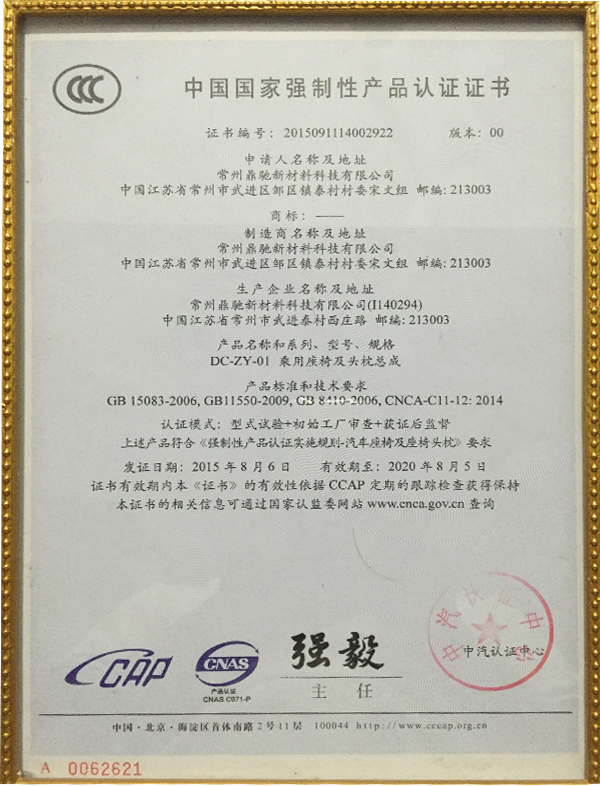 CCC
中国国家强制性产品认证证书
证书编号：2015091114002922 版本：00
申请人名称及地址
常州鼎驰新材料科技有限公司
中国江苏省常州市武进区邹区镇泰村村委宋文组 邮编：213003
商标：——
制造商名称及地址
常州鼎驰新材料科技有限公司
中国江苏省常州市武进区邹区镇泰村村委宋文组 邮编：213003
生产企业名称及地址
常州鼎驰新材料科技有限公司(I140294)
中国江苏省常州市武进泰村西庄路 邮编：213003
产品名称和系列、型号、规格
DC-ZY-01 乘用座椅及头枕总成
产品标准和技术要求
GB 15083-2006, GB11550-2009, GB 8410-2006, CNCA-C11-12: 2014
认证模式：型式试验+初始工厂审查+获证后监督
上述产品符合《强制性产品认证实施规则-汽车座椅及座椅头枕》要求
发证日期：2015 年 8 月 6 日 有效期至：2020 年 8 月 5 日
证书有效期内本《证书》的有效性依据 CCAP 定期的跟踪检查获得保持
本证书的相关信息可通过国家认监委网站 www.cnca.gov.cn 查询
中汽认证中心
中汽认证中心
CCAP
CNAS
产品认证
CNAS C071-P
强毅
主 任
中国·北京·海淀区首体南路 2 号 11 层 100044 http://www.cccap.org.cn
A 0062621